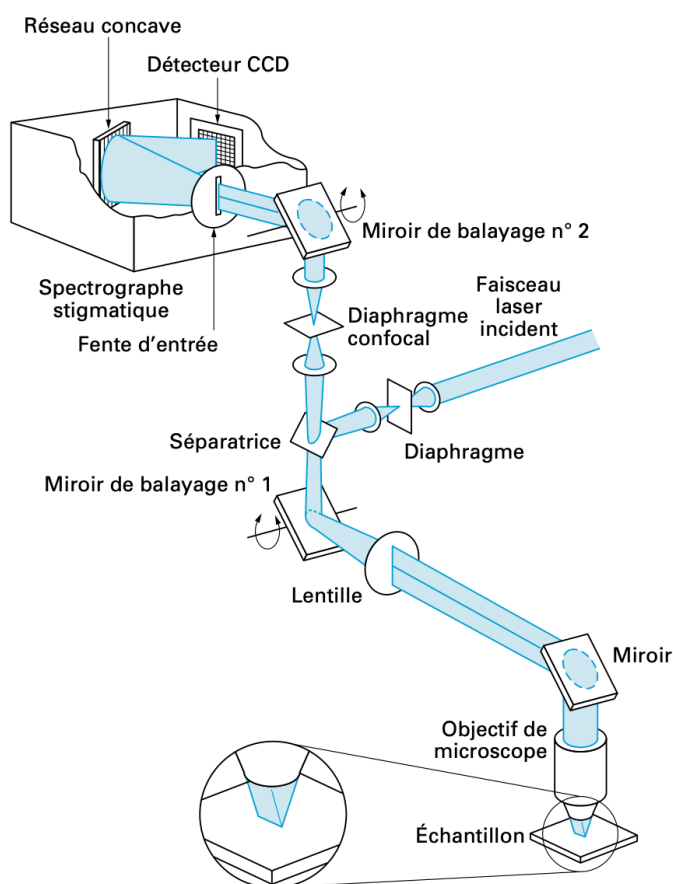 Réseau concave
Détecteur CCD
Miroir de balayage n° 2
Spectrographe
stigmatique
Fente d'entrée
Diaphragme
confocal
Faisceau
laser
incident
Séparatrice
Diaphragme
Miroir de balayage n° 1
Lentille
Miroir
Objectif de
microscope
Échantillon